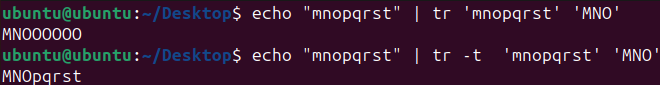 ubuntu@ubuntu:~/Desktop$ echo "mnopqrst" | tr 'mnopqrst' 'MNO'
MNOOOOOO
ubuntu@ubuntu:~/Desktop$ echo "mnopqrst" | tr -t  'mnopqrst' 'MNO'
MNOpqrst